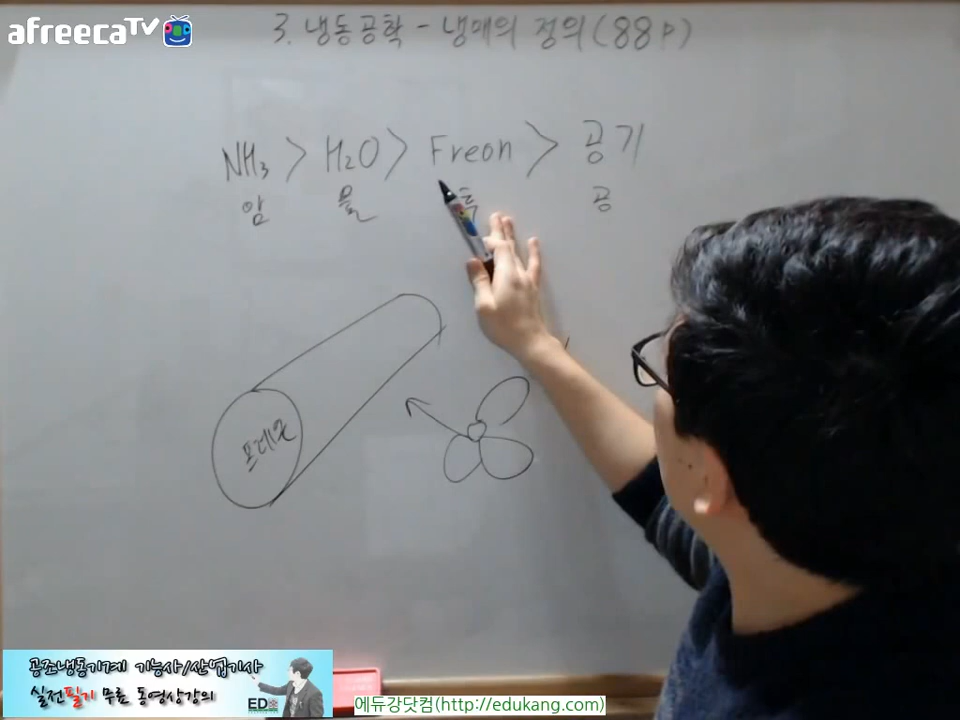 afreecaTV
3. 냉동공학 - 냉매의 정의(88P)
NH₃ > H₂O > Freon > 공기
암 물 프 공
프레온
공조냉동기계 기능사/산업기사
실전필기 무료 동영상강의
ED
에듀강닷컴(http://edukang.com)